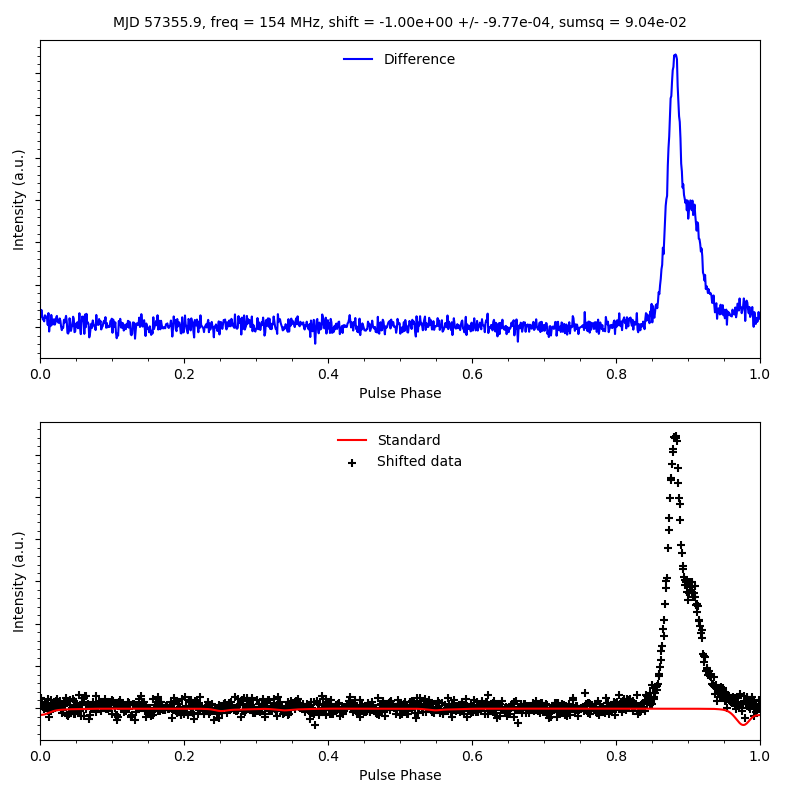 MJD 57355.9, freq = 154 MHz, shift = -1.00e+00 +/- -9.77e-04, sumsq = 9.04e-02
Difference
Intensity (a.u.)
0.0 0.2 0.4 0.6 0.8 1.0
Pulse Phase
Standard
Shifted data
Intensity (a.u.)
0.0 0.2 0.4 0.6 0.8 1.0
Pulse Phase